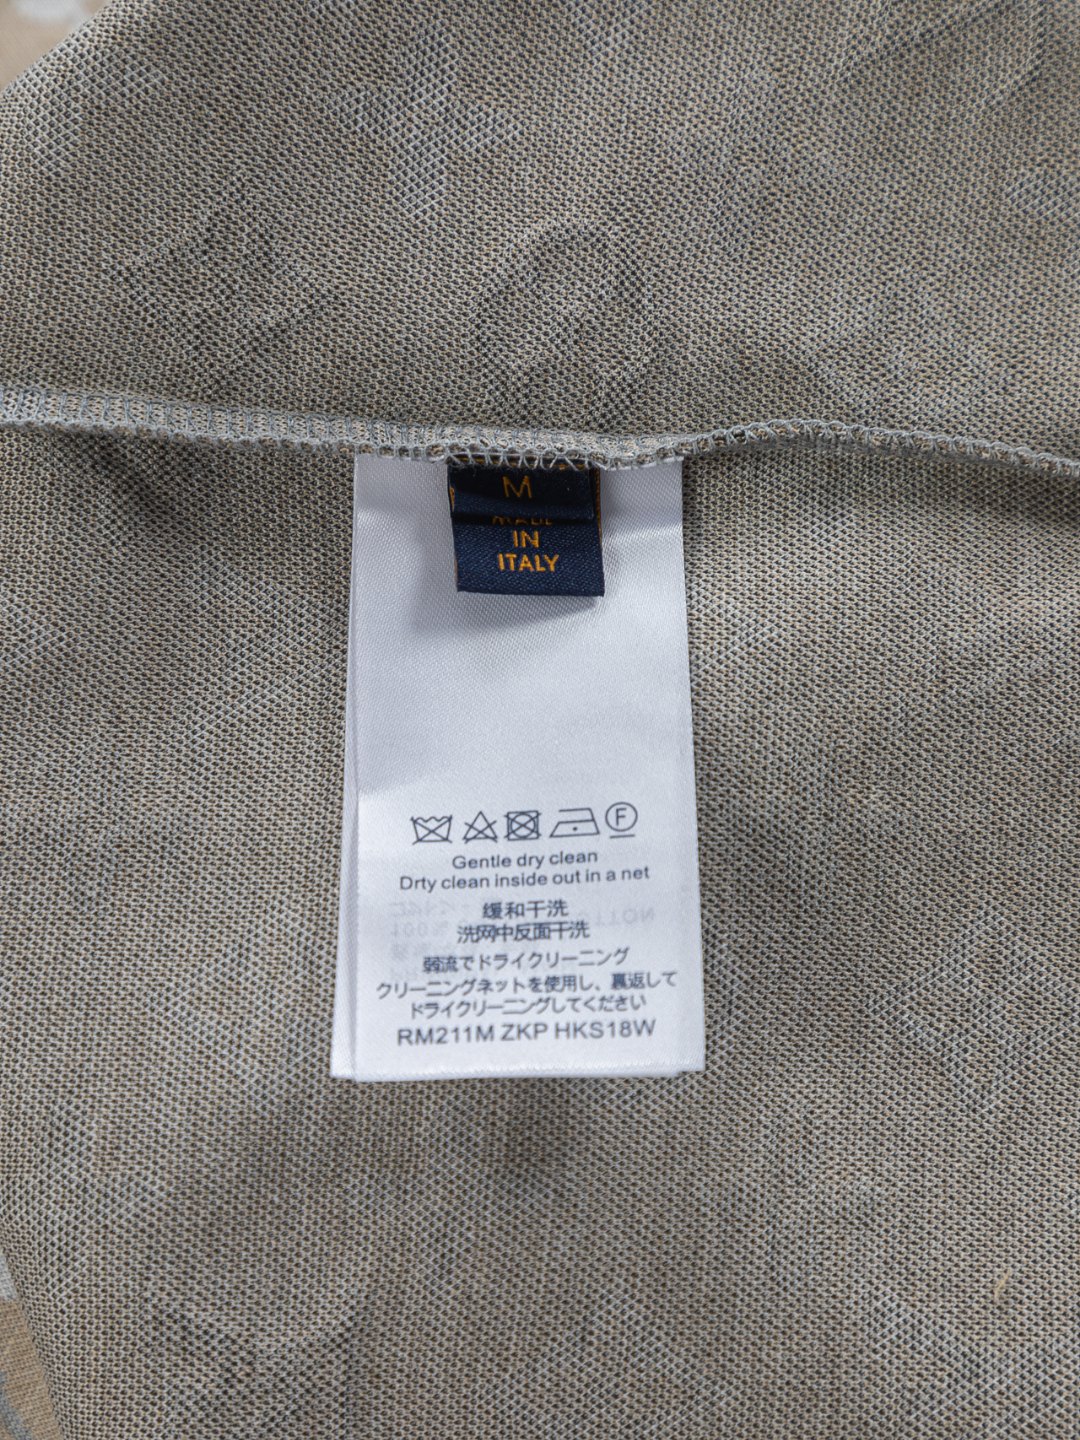 M
MADE
IN
ITALY
F
Gentle dry clean
Drty clean inside out in a net
缓和干洗
洗网中反面干洗
弱流でドライクリーニング
クリーニングネットを使用し、裏返して
ドライクリーニングしてください
RM211M ZKP HKS18W